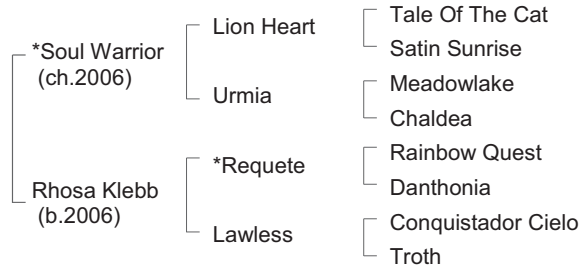 *Soul Warrior
(ch.2006)
Rhosa Klebb
(b.2006)
Lion Heart
Urmia
*Requete
Lawless
Tale Of The Cat
Satin Sunrise
Meadowlake
Chaldea
Rainbow Quest
Danthonia
Conquistador Cielo
Troth